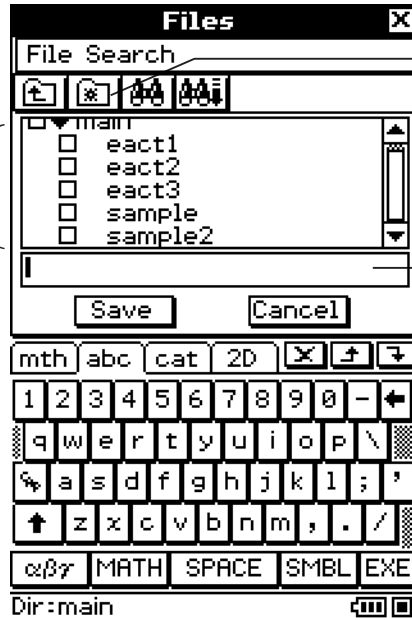 Files
File Search
main
eact1
eact2
eact3
sample
sample2
Save Cancel
mth abc cat 2D
1 2 3 4 5 6 7 8 9 0 -
q w e r t y u i o p \
a s d f g h j k l ; '
z x c v b n m , . /
αβγ MATH SPACE SMBL EXE
Dir:main